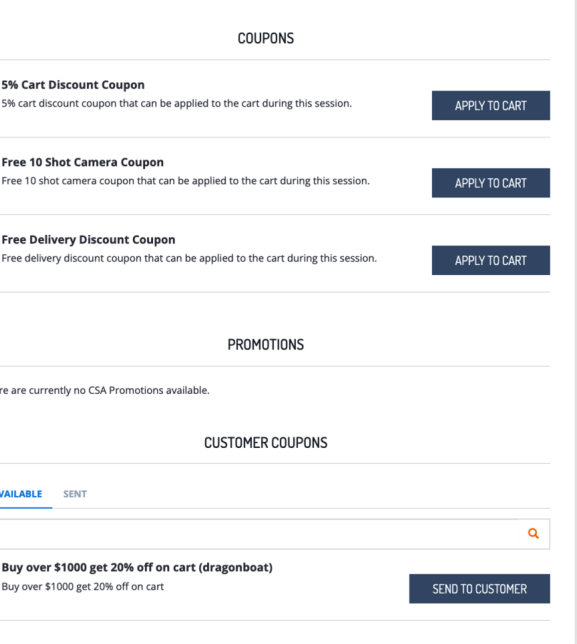 COUPONS
5% Cart Discount Coupon
5% cart discount coupon that can be applied to the cart during this session.
APPLY TO CART
Free 10 Shot Camera Coupon
Free 10 shot camera coupon that can be applied to the cart during this session.
APPLY TO CART
Free Delivery Discount Coupon
Free delivery discount coupon that can be applied to the cart during this session.
APPLY TO CART
PROMOTIONS
re are currently no CSA Promotions available.
CUSTOMER COUPONS
VAILABLE SENT
Buy over $1000 get 20% off on cart (dragonboat)
Buy over $1000 get 20% off on cart
SEND TO CUSTOMER